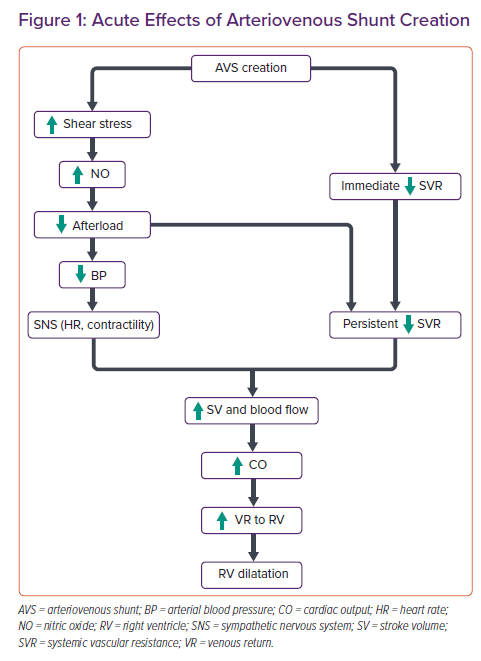 Figure 1: Acute Effects of Arteriovenous Shunt Creation
AVS creation
Shear stress
NO
Immediate SVR
Afterload
BP
SNS (HR, contractility)
Persistent SVR
SV and blood flow
CO
VR to RV
RV dilatation
AVS = arteriovenous shunt; BP = arterial blood pressure; CO = cardiac output; HR = heart rate;
NO = nitric oxide; RV = right ventricle; SNS = sympathetic nervous system; SV = stroke volume;
SVR = systemic vascular resistance; VR = venous return.